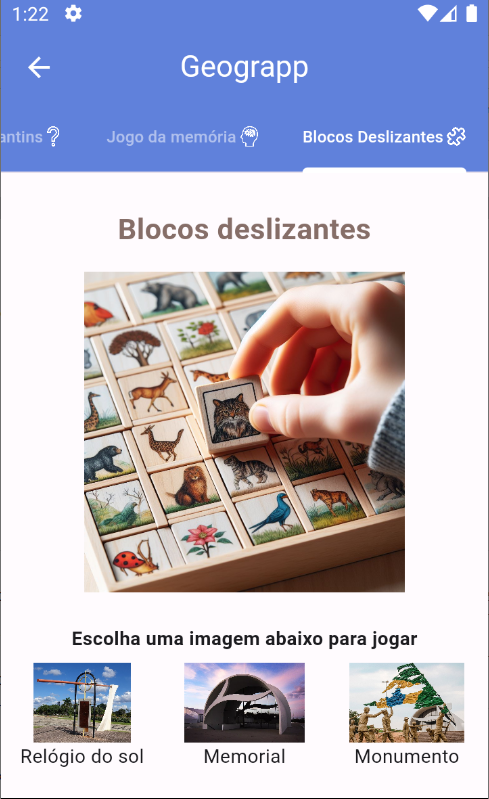 1:22
Geograpp
antins
Jogo da memória
Blocos Deslizantes
Blocos deslizantes
Escolha uma imagem abaixo para jogar
Relógio do sol
Memorial
Monumento